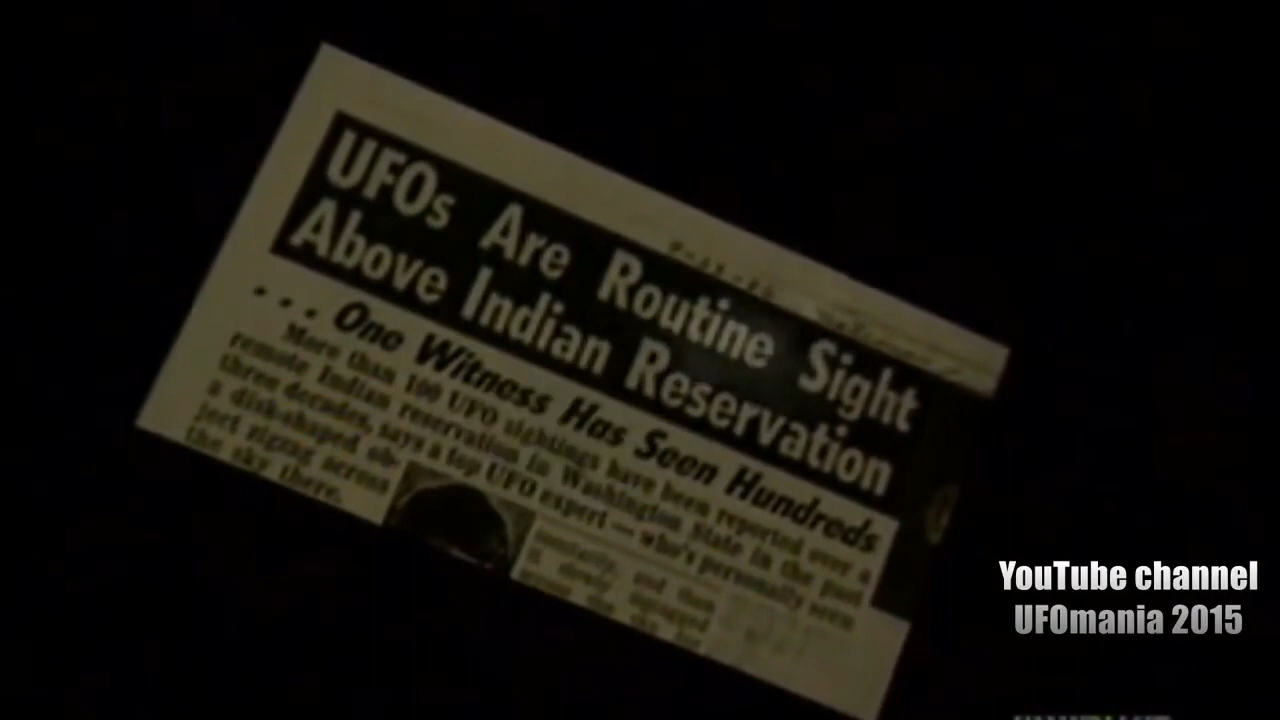 UFOs Are Routine Sight
Above Indian Reservation
. . . One Witness Has Seen Hundreds
More than 100 UFO sightings have been reported over a
remote Indian reservation in Washington State in the past
three decades, says a top UFO expert — who's personally seen
a disk-shaped ob-
ject zigzag across
the sky there.
YouTube channel
UFOmania 2015